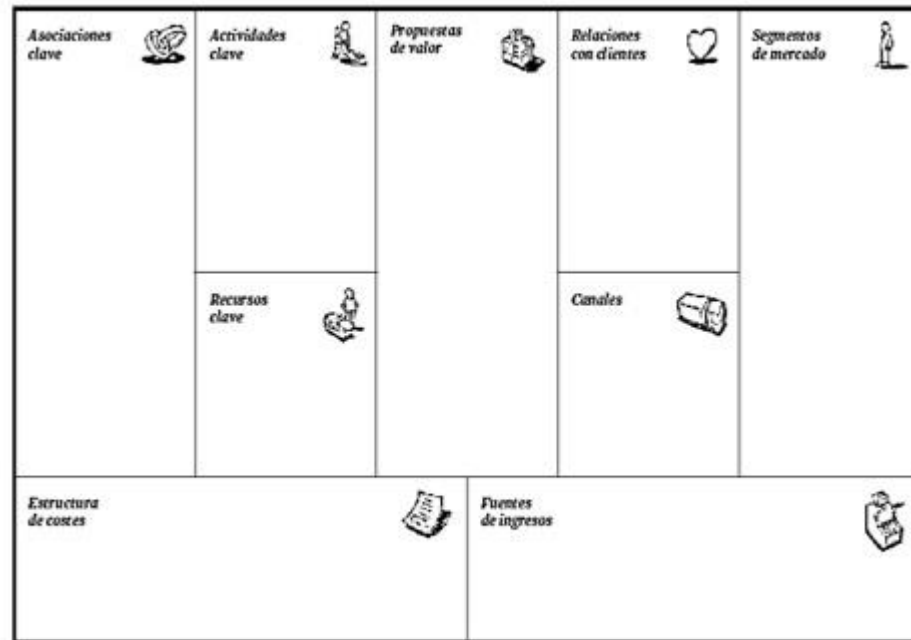 Asociaciones
clave
Actividades
clave
Propuestas
de valor
Relaciones
con clientes
Segmentos
de mercado
Recursos
clave
Canales
Estructura
de costes
Fuentes
de ingresos